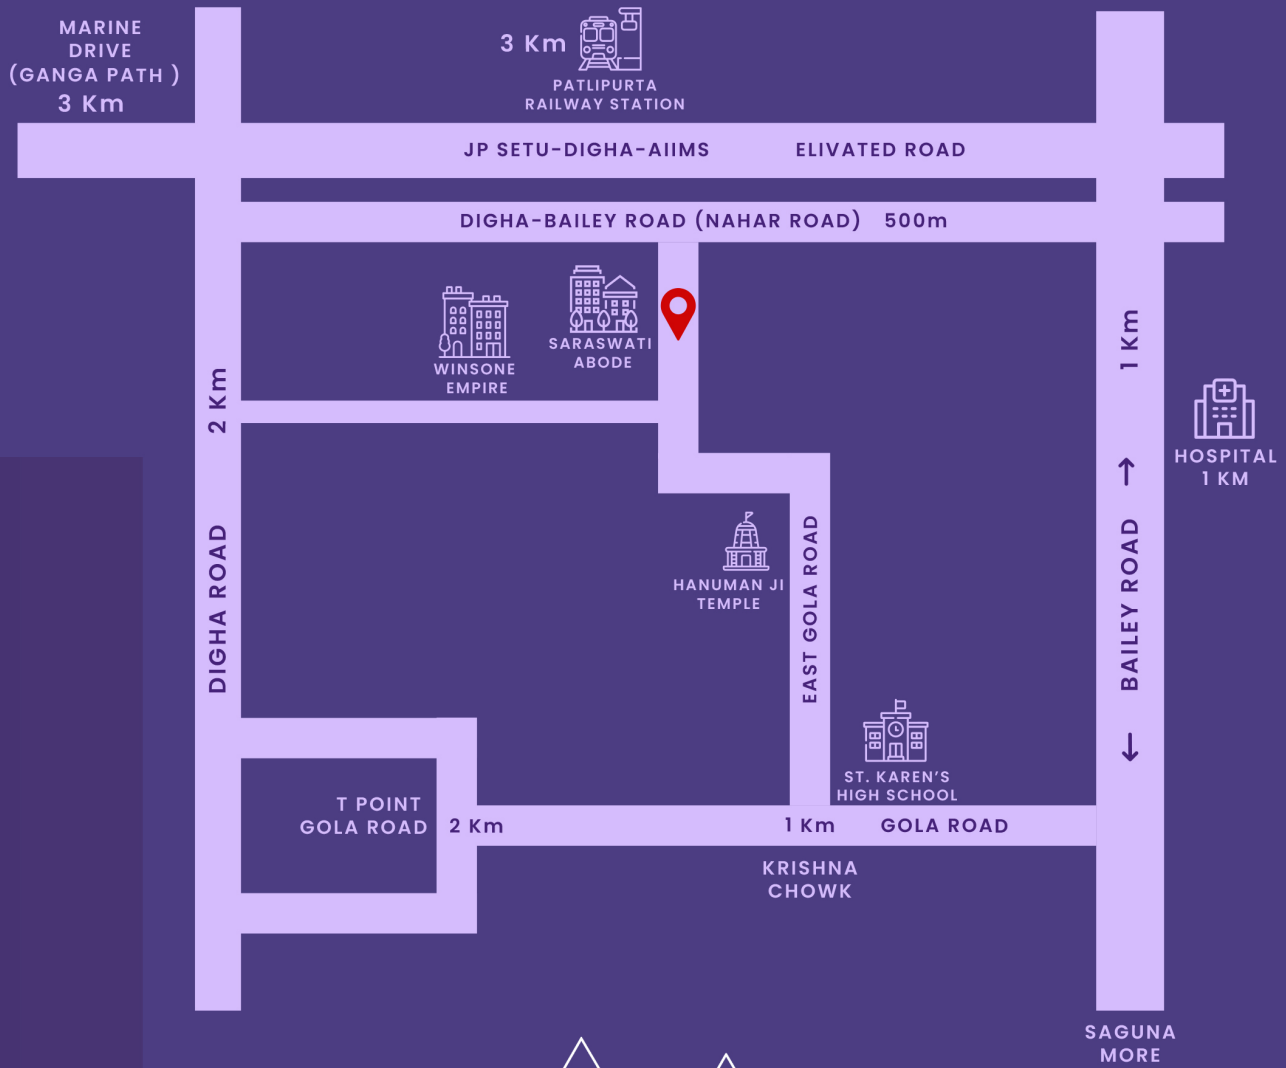 MARINE
DRIVE
(GANGA PATH )
3 Km
3 Km
PATLIPURTA
RAILWAY STATION
JP SETU-DIGHA-AIIMS ELIVATED ROAD
DIGHA-BAILEY ROAD (NAHAR ROAD) 500m
WINSONE
EMPIRE
SARASWATI
ABODE
2 Km
DIGHA ROAD
1 Km
BAILEY ROAD
HOSPITAL
1 KM
HANUMAN JI
TEMPLE
EAST GOLA ROAD
ST. KAREN'S
HIGH SCHOOL
T POINT
GOLA ROAD
2 Km
1 Km
GOLA ROAD
KRISHNA
CHOWK
SAGUNA
MORE